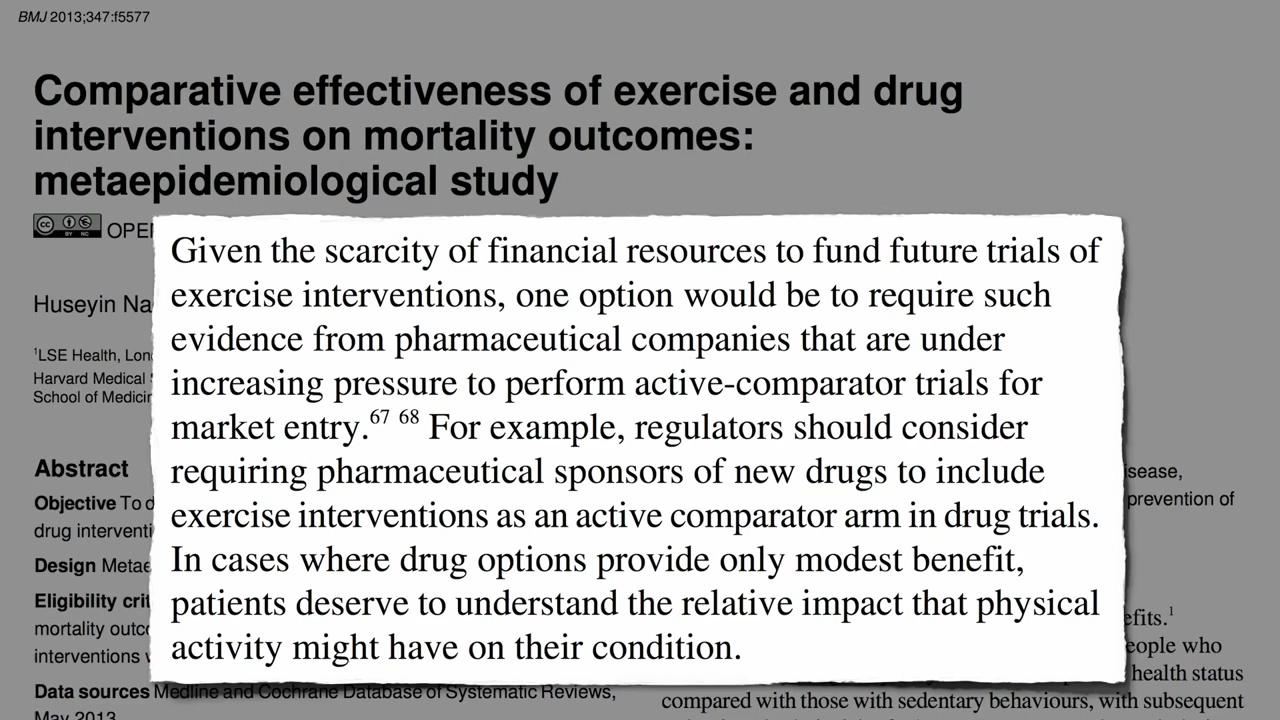 BMJ 2013;347:f5577
Comparative effectiveness of exercise and drug
interventions on mortality outcomes:
metaepidemiological study
CC BY NC OPE
Huseyin Na
1LSE Health, Lon
Harvard Medical
School of Medicin
Given the scarcity of financial resources to fund future trials of
exercise interventions, one option would be to require such
evidence from pharmaceutical companies that are under
increasing pressure to perform active-comparator trials for
market entry.67 68 For example, regulators should consider
requiring pharmaceutical sponsors of new drugs to include
exercise interventions as an active comparator arm in drug trials.
In cases where drug options provide only modest benefit,
patients deserve to understand the relative impact that physical
activity might have on their condition.
Abstract
Objective To d
drug interventi
Design Metae
Eligibility crit
mortality outco
interventions
Data sources Medline and Cochrane Database of Systematic Reviews,
May 2013
isease,
prevention of
efits.1
eople who
health status
compared with those with sedentary behaviours, with subsequent